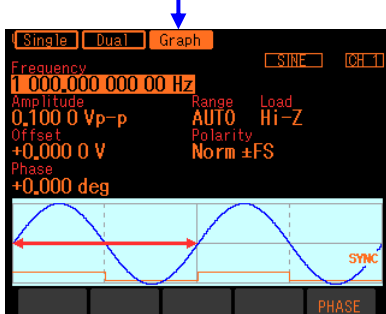 Single Dual Graph
SINE CH 1
Frequency
1 000.000 000 00 Hz
Amplitude Range Load
0.100 0 Vp-p AUTO Hi-Z
Offset Polarity
+0.000 0 V Norm ±FS
Phase
+0.000 deg
SYNC
PHASE